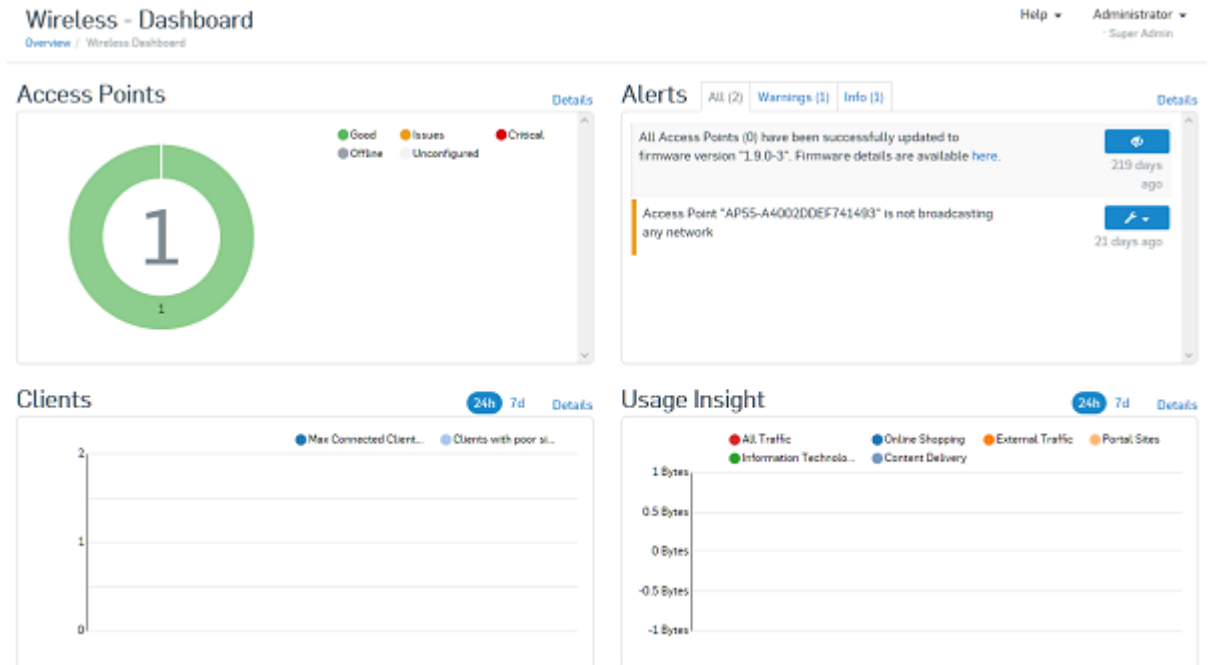 Wireless - Dashboard
Overview / Wireless Dashboard
Help
Administrator
- Super Admin
Access Points
Details
Good
Issues
Critical
Offline
Unconfigured
1
1
Alerts
All (2)
Warnings (1)
Info (1)
Details
All Access Points (0) have been successfully updated to
firmware version "1.9.0-3". Firmware details are available here.
219 days
ago
Access Point "AP55-A4002DDEF741493" is not broadcasting
any network
21 days ago
Clients
24h
7d
Details
Max Connected Client...
Clients with poor si...
2
1
0
Usage Insight
24h
7d
Details
All Traffic
Online Shopping
External Traffic
Portal Sites
Information Technolo...
Content Delivery
1 Bytes
0.5 Bytes
0 Bytes
-0.5 Bytes
-1 Bytes